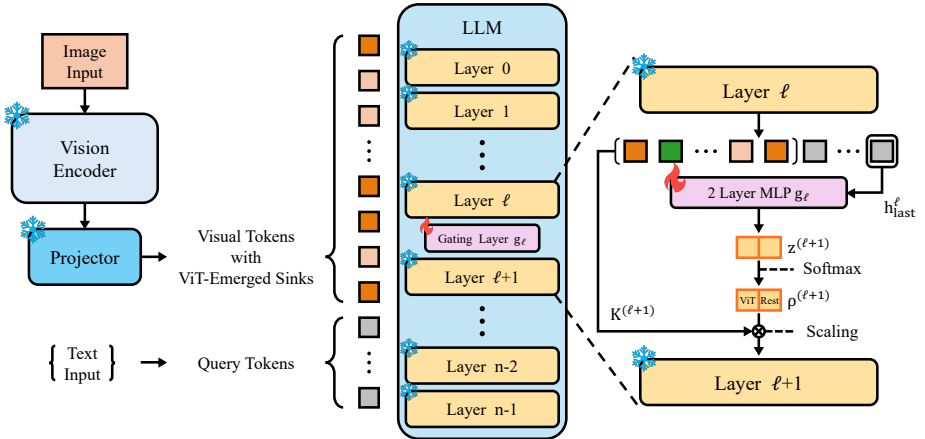 Image
Input
Vision
Encoder
Projector
Visual Tokens
with
ViT-Emerged Sinks
{ Text
Input }
Query Tokens
LLM
Layer 0
Layer 1
Layer ℓ
Gating Layer gℓ
Layer ℓ+1
Layer n-2
Layer n-1
Layer ℓ
2 Layer MLP gℓ
h^ℓ_last
z^(ℓ+1)
Softmax
ViT Rest
ρ^(ℓ+1)
K^(ℓ+1)
Scaling
Layer ℓ+1